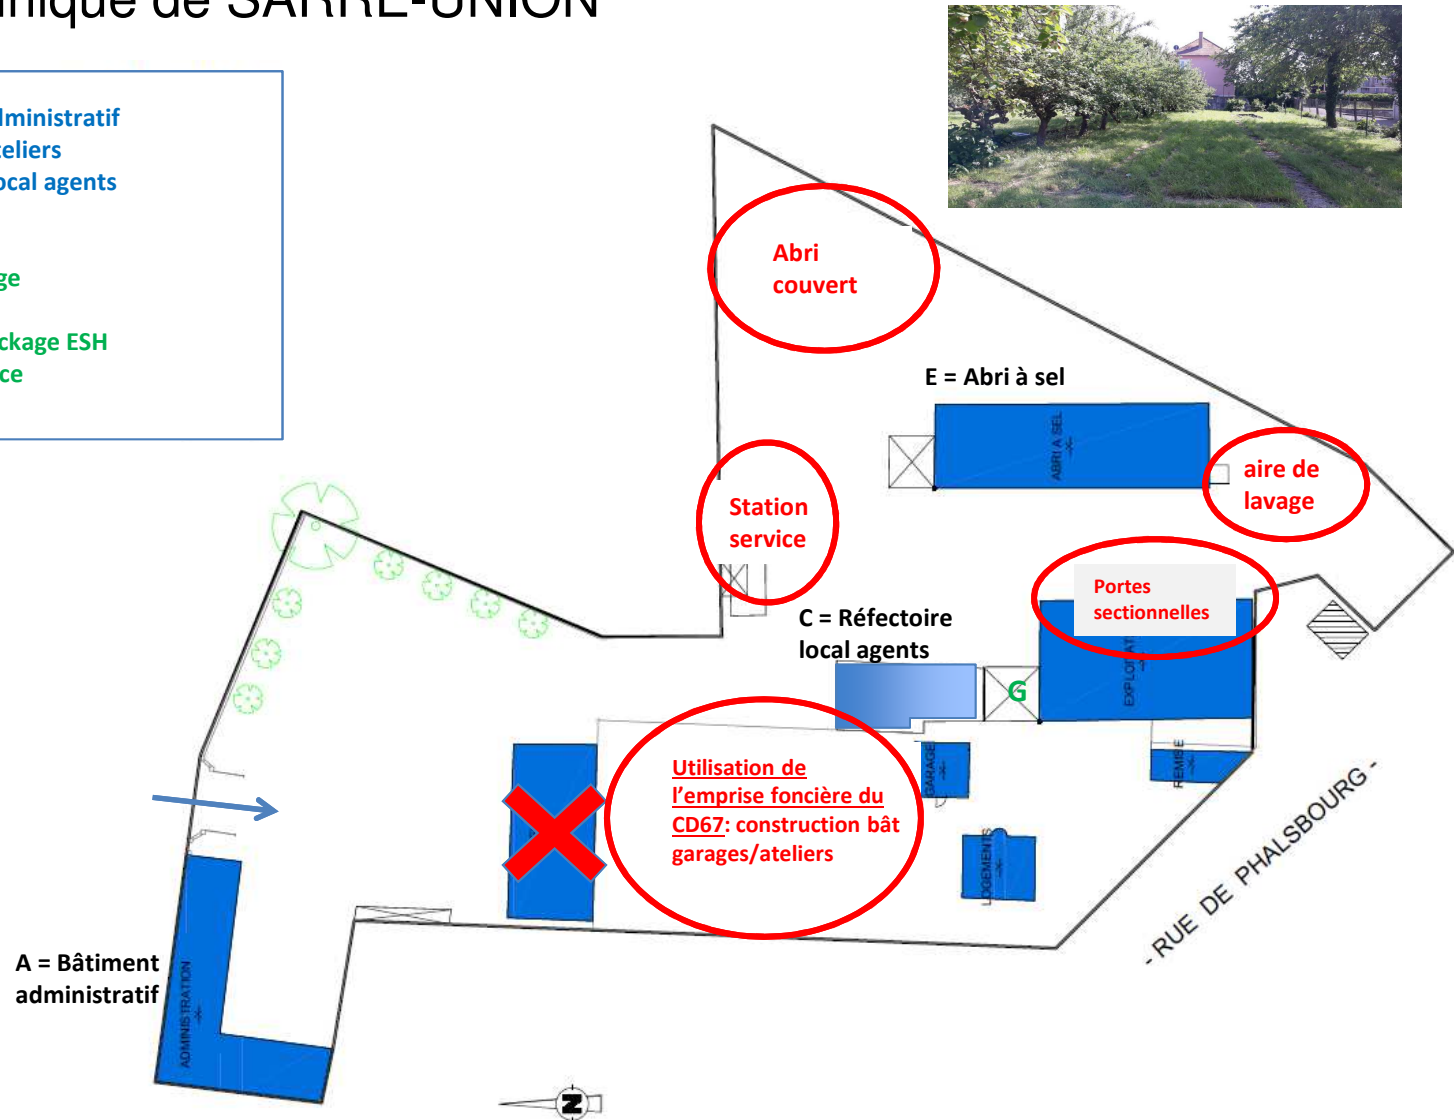 nique de SARRE-UNION
dministratif
teliers
ocal agents
ge
ckage ESH
ce
Abri
couvert
E = Abri à sel
ABRI A SEL
aire de
lavage
Station
service
Portes
sectionnelles
C = Réfectoire
local agents
EXPLOITATI
G
GARAGE
REMISE
Utilisation de
l’emprise foncière du
CD67: construction bât
garages/ateliers
LOGEMENTS
- RUE DE PHALSBOURG -
A = Bâtiment
administratif
ADMINISTRATION
N